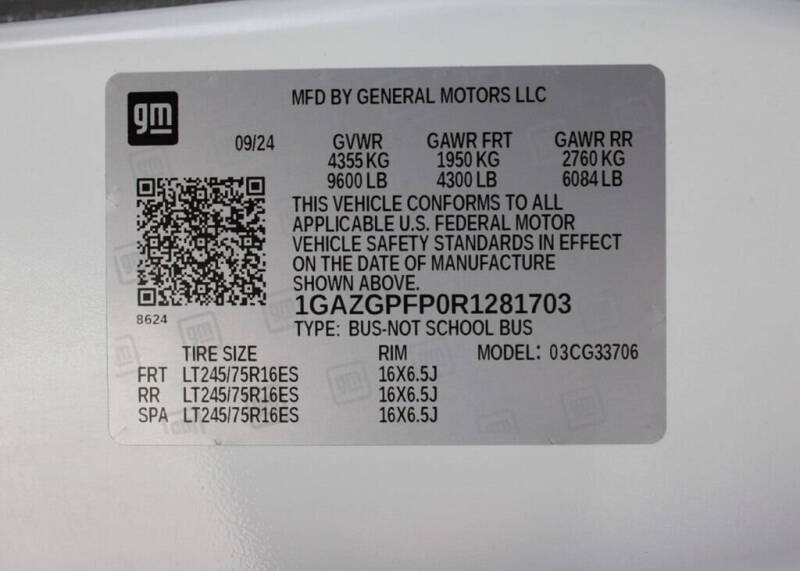 gm
MFD BY GENERAL MOTORS LLC
09/24 GVWR GAWR FRT GAWR RR
4355 KG 1950 KG 2760 KG
9600 LB 4300 LB 6084 LB
THIS VEHICLE CONFORMS TO ALL
APPLICABLE U.S. FEDERAL MOTOR
VEHICLE SAFETY STANDARDS IN EFFECT
ON THE DATE OF MANUFACTURE
SHOWN ABOVE.
1GAZGPFP0R1281703
8624
TYPE: BUS-NOT SCHOOL BUS
TIRE SIZE RIM MODEL: 03CG33706
FRT LT245/75R16ES 16X6.5J
RR LT245/75R16ES 16X6.5J
SPA LT245/75R16ES 16X6.5J